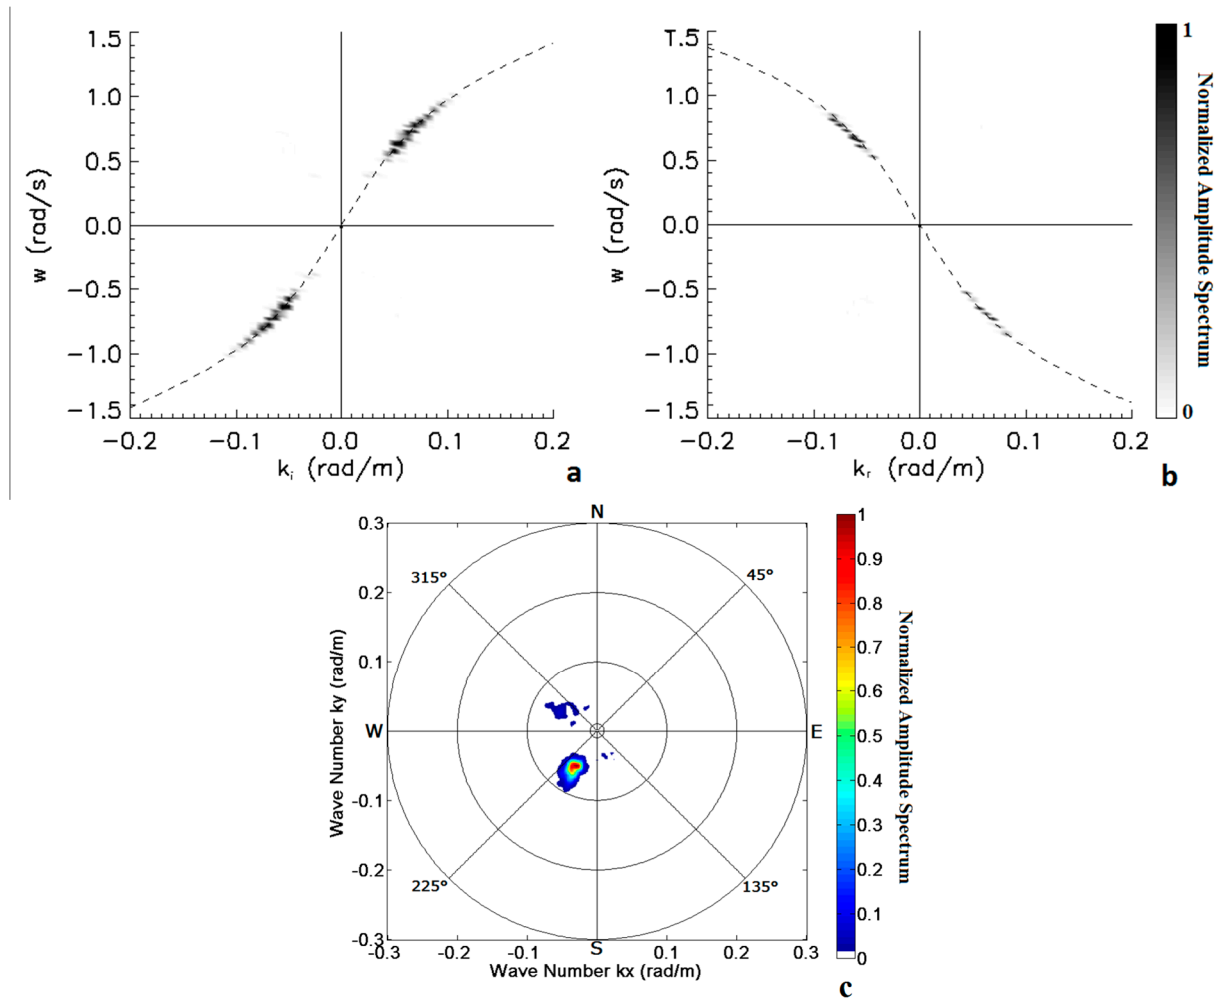 1.5
1.0
0.5
0.0
−0.5
−1.0
−1.5
w (rad/s)
−0.2 −0.1 0.0 0.1 0.2
k_i (rad/m)
a
T.5
1.0
0.5
0.0
−0.5
−1.0
−1.5
w (rad/s)
−0.2 −0.1 0.0 0.1 0.2
k_r (rad/m)
b
1
0
Normalized Amplitude Spectrum
N
0.3
0.2
0.1
0
-0.1
-0.2
-0.3
Wave Number ky (rad/m)
315°
45°
W
E
225°
135°
S
-0.3 -0.2 -0.1 0 0.1 0.2 0.3
Wave Number kx (rad/m)
1
0.9
0.8
0.7
0.6
0.5
0.4
0.3
0.2
0.1
0
Normalized Amplitude Spectrum
c